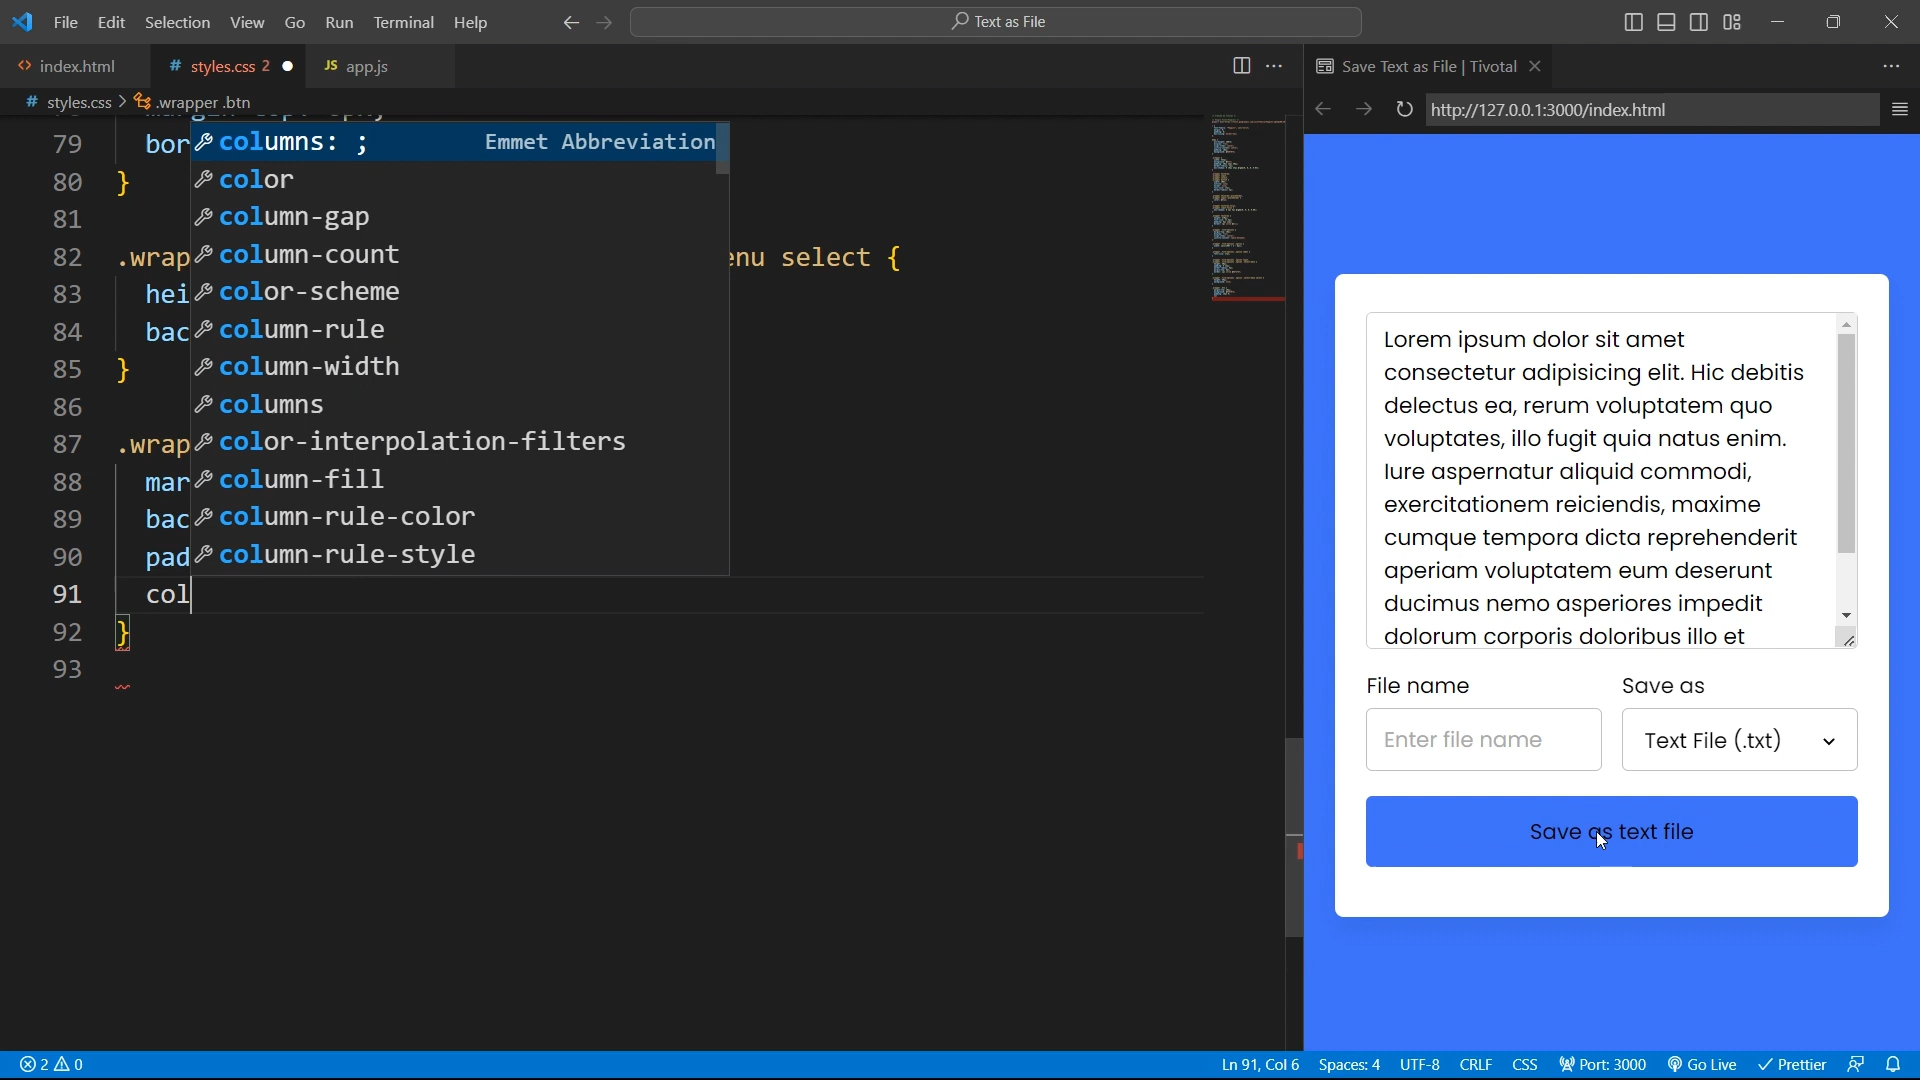 File Edit Selection View Go Run Terminal Help
Text as File
index.html
# styles.css 2
JS app.js
Save Text as File | Tivotal
# styles.css > .wrapper .btn
http://127.0.0.1:3000/index.html
79 bor
80 }
81
82 .wrap enu select {
83 hei
84 bac
85 }
86
87 .wrap
88 mar
89 bac
90 pad
91 col
92 }
93
columns: ; Emmet Abbreviation
color
column-gap
column-count
color-scheme
column-rule
column-width
columns
color-interpolation-filters
column-fill
column-rule-color
column-rule-style
Lorem ipsum dolor sit amet
consectetur adipisicing elit. Hic debitis
delectus ea, rerum voluptatem quo
voluptates, illo fugit quia natus enim.
Iure aspernatur aliquid commodi,
exercitationem reiciendis, maxime
cumque tempora dicta reprehenderit
aperiam voluptatem eum deserunt
ducimus nemo asperiores impedit
dolorum corporis doloribus illo et
File name
Save as
Enter file name
Text File (.txt)
Save as text file
2 0
Ln 91, Col 6 Spaces: 4 UTF-8 CRLF CSS Port: 3000 Go Live Prettier